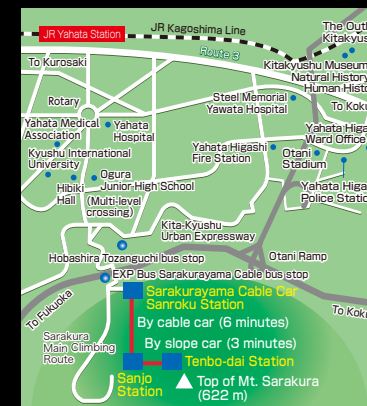 JR Yahata Station
JR Kagoshima Line
The Outl
Kitakyus
Route 3
To Kurosaki
Kitakyushu Museum
Natural History
Human Histo
Rotary
Steel Memorial
Yawata Hospital
To Koku
Yahata Medical
Association
Yahata
Hospital
Yahata Higa
Ward Office
Kyushu International
University
Yahata Higashi
Fire Station
Otani
Stadium
Hibiki
Hall
Ogura
Junior High School
(Multi-level
crossing)
Yahata Higa
Police Static
Kita-Kyushu
Urban Expressway
Hobashira Tozanguchi bus stop
Otani Ramp
EXP Bus Sarakurayama Cable bus stop
Sarakurayama Cable Car
Sanroku Station
To Fukuoka
To Koku
By cable car (6 minutes)
By slope car (3 minutes)
Sarakura
Main Climbing
Route
Sanjo
Station
Tenbo-dai Station
Top of Mt. Sarakura
(622 m)